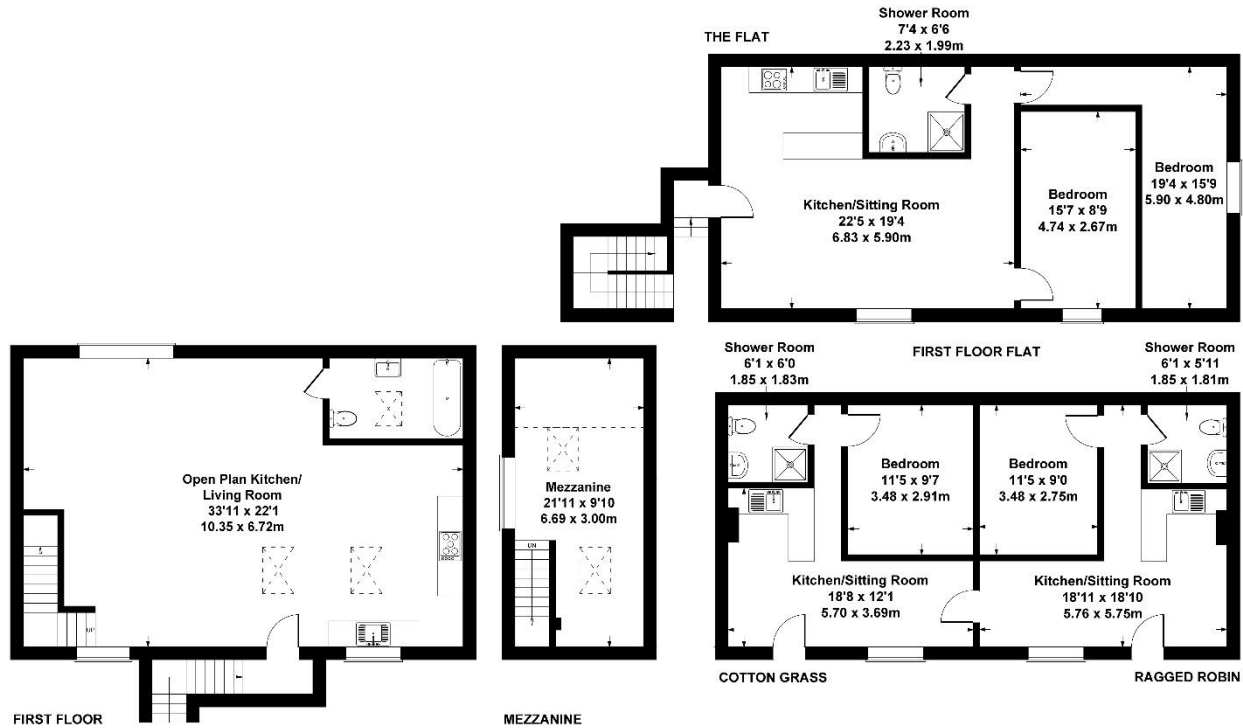 THE FLAT
Shower Room
7'4 x 6'6
2.23 x 1.99m
Kitchen/Sitting Room
22'5 x 19'4
6.83 x 5.90m
Bedroom
15'7 x 8'9
4.74 x 2.67m
Bedroom
19'4 x 15'9
5.90 x 4.80m
FIRST FLOOR FLAT
Open Plan Kitchen/
Living Room
33'11 x 22'1
10.35 x 6.72m
UP
FIRST FLOOR
Mezzanine
21'11 x 9'10
6.69 x 3.00m
DN
MEZZANINE
Shower Room
6'1 x 6'0
1.85 x 1.83m
Shower Room
6'1 x 5'11
1.85 x 1.81m
Bedroom
11'5 x 9'7
3.48 x 2.91m
Bedroom
11'5 x 9'0
3.48 x 2.75m
Kitchen/Sitting Room
18'8 x 12'1
5.70 x 3.69m
Kitchen/Sitting Room
18'11 x 18'10
5.76 x 5.75m
COTTON GRASS
RAGGED ROBIN